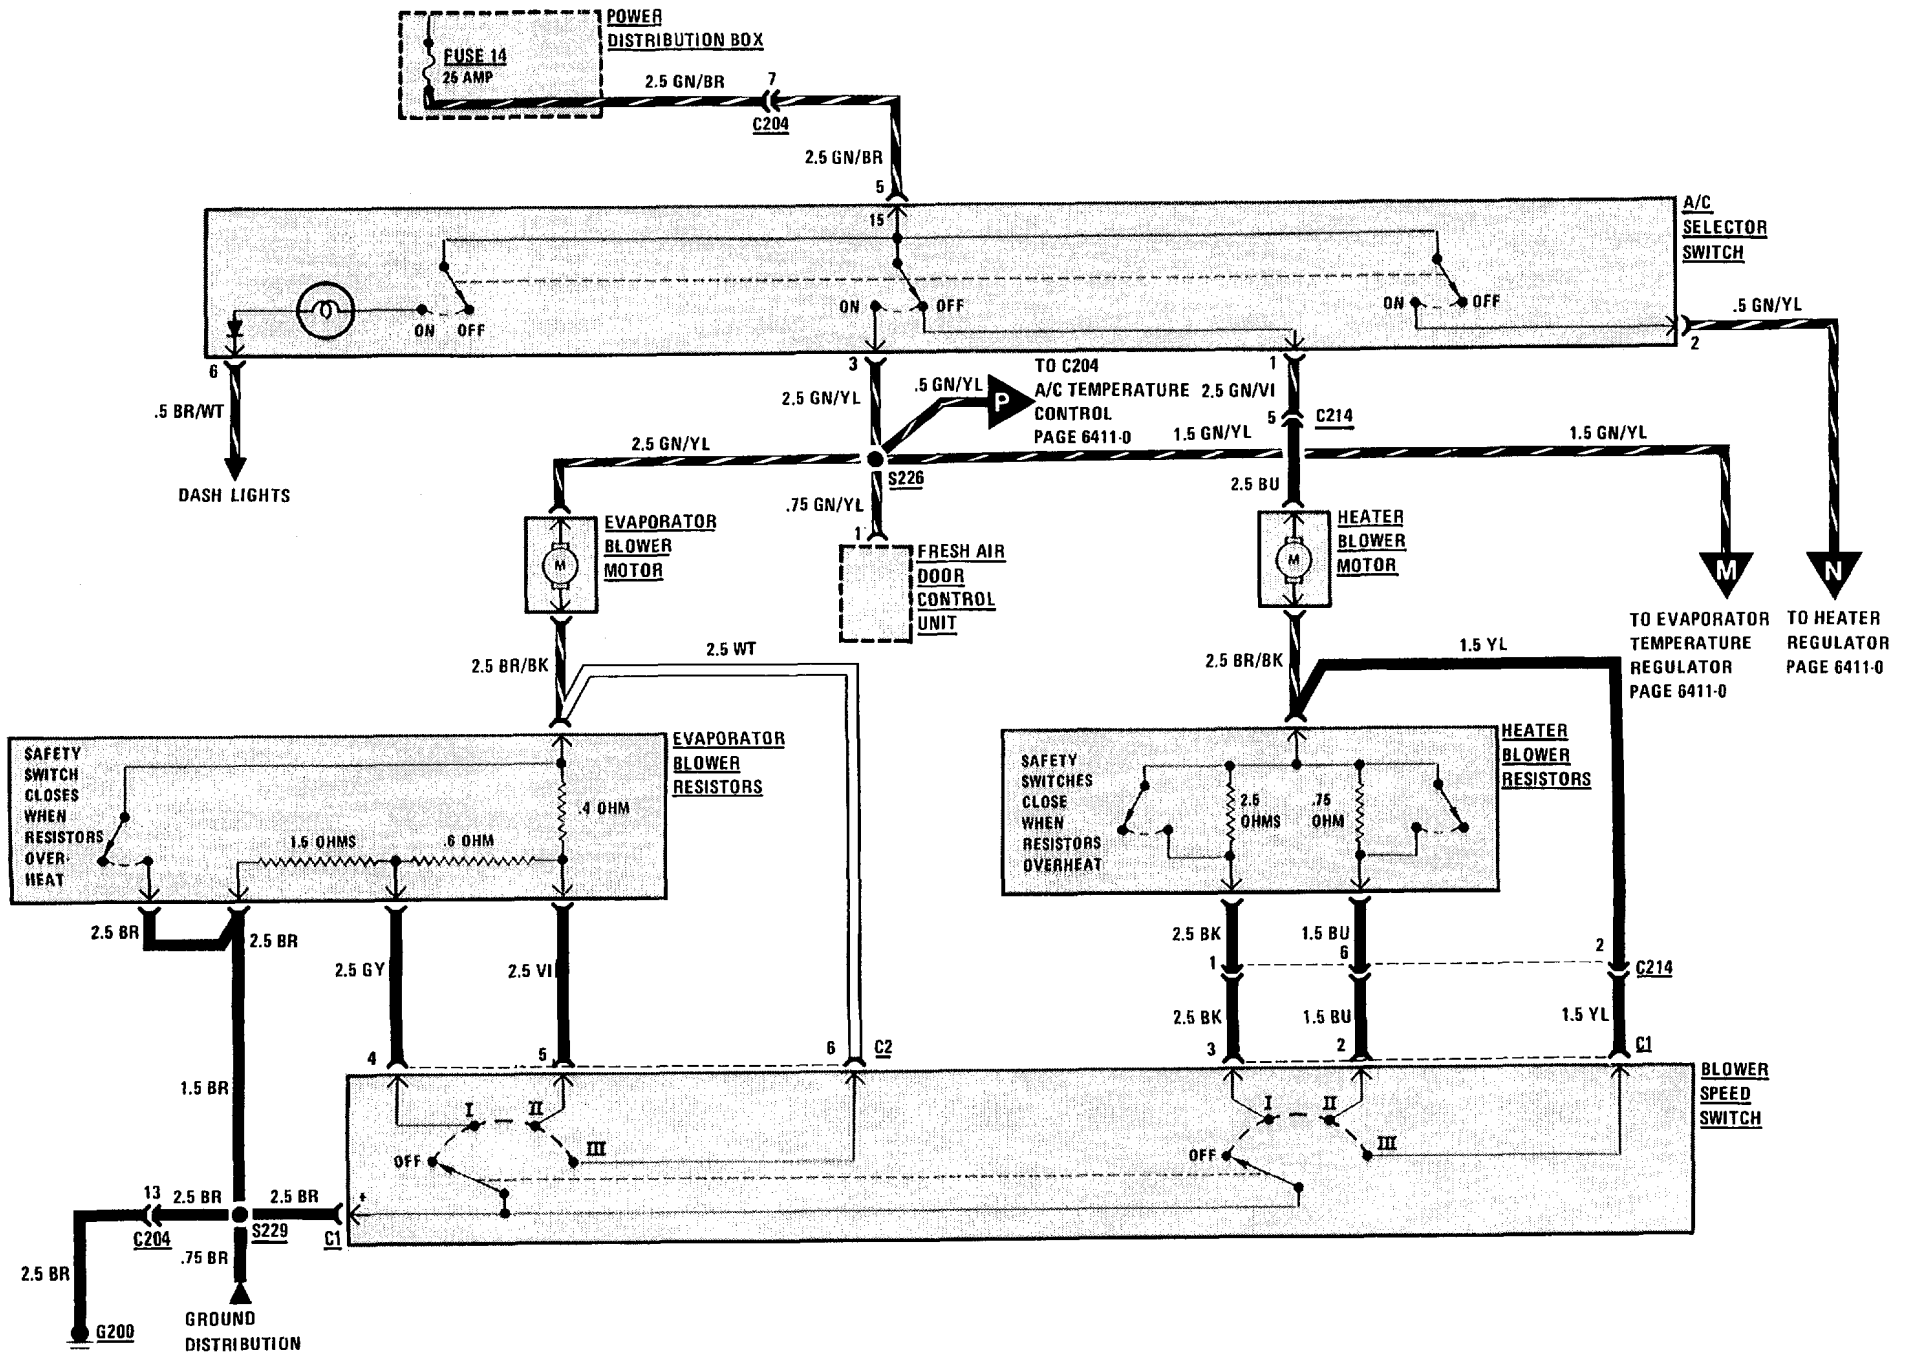 POWER
DISTRIBUTION BOX
FUSE 14
25 AMP
2.5 GN/BR
7
C204
2.5 GN/BR
5
15
A/C
SELECTOR
SWITCH
ON
OFF
ON
OFF
ON
OFF
.5 GN/YL
2
6
.5 BR/WT
DASH LIGHTS
3
2.5 GN/YL
.5 GN/YL
P
TO C204
A/C TEMPERATURE
CONTROL
PAGE 6411-0
1
2.5 GN/VI
5
C214
2.5 GN/YL
1.5 GN/YL
1.5 GN/YL
S226
2.5 BU
.75 GN/YL
1
EVAPORATOR
BLOWER
MOTOR
M
FRESH AIR
DOOR
CONTROL
UNIT
HEATER
BLOWER
MOTOR
M
M
N
TO EVAPORATOR
TEMPERATURE
REGULATOR
PAGE 6411-0
TO HEATER
REGULATOR
PAGE 6411-0
2.5 BR/BK
2.5 WT
2.5 BR/BK
1.5 YL
SAFETY
SWITCH
CLOSES
WHEN
RESISTORS
OVER-
HEAT
EVAPORATOR
BLOWER
RESISTORS
.4 OHM
1.5 OHMS
.6 OHM
SAFETY
SWITCHES
CLOSE
WHEN
RESISTORS
OVERHEAT
2.5
OHMS
.75
OHM
HEATER
BLOWER
RESISTORS
2.5 BR
2.5 BR
2.5 GY
2.5 VI
2.5 BK
1.5 BU
1
6
2
C214
2.5 BK
1.5 BU
1.5 YL
4
5
6
C2
3
2
C1
BLOWER
SPEED
SWITCH
1.5 BR
I
II
III
OFF
I
II
III
OFF
13
2.5 BR
2.5 BR
+
C204
S229
C1
2.5 BR
.75 BR
G200
GROUND
DISTRIBUTION